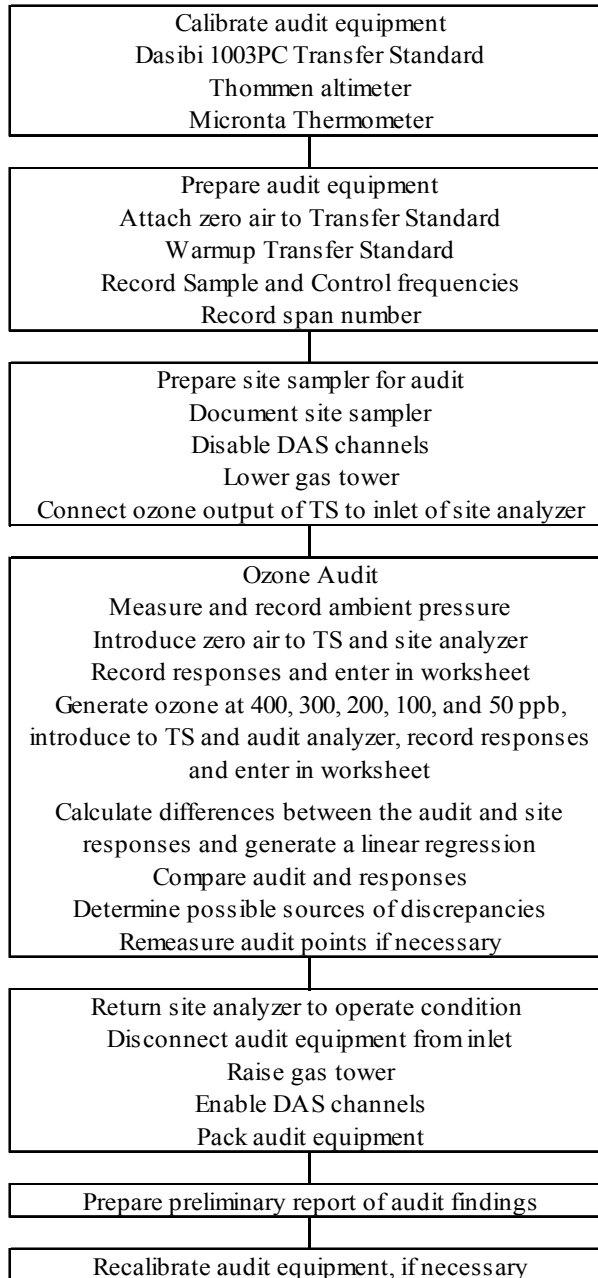 Calibrate audit equipment
Dasibi 1003PC Transfer Standard
Thommen altimeter
Micronta Thermometer
Prepare audit equipment
Attach zero air to Transfer Standard
Warmup Transfer Standard
Record Sample and Control frequencies
Record span number
Prepare site sampler for audit
Document site sampler
Disable DAS channels
Lower gas tower
Connect ozone output of TS to inlet of site analyzer
Ozone Audit
Measure and record ambient pressure
Introduce zero air to TS and site analyzer
Record responses and enter in worksheet
Generate ozone at 400, 300, 200, 100, and 50 ppb,
introduce to TS and audit analyzer, record responses
and enter in worksheet
Calculate differences between the audit and site
responses and generate a linear regression
Compare audit and responses
Determine possible sources of discrepancies
Remeasure audit points if necessary
Return site analyzer to operate condition
Disconnect audit equipment from inlet
Raise gas tower
Enable DAS channels
Pack audit equipment
Prepare preliminary report of audit findings
Recalibrate audit equipment, if necessary